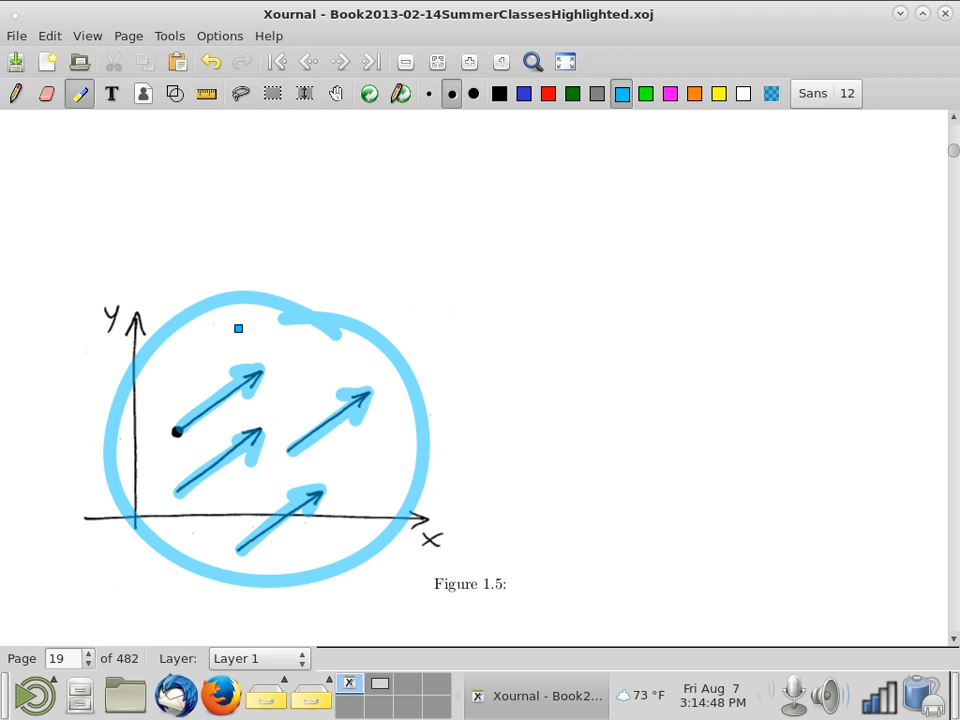 Xournal - Book2013-02-14SummerClassesHighlighted.xoj
File Edit View Page Tools Options Help
T Sans 12
y
x
Figure 1.5:
Page 19 of 482 Layer: Layer 1
Xournal - Book2... 73 °F Fri Aug 7
3:14:48 PM